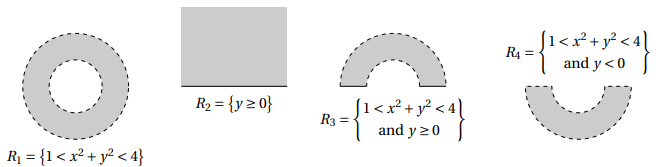 R₁ = {1 < x² + y² < 4}
R₂ = {y ≥ 0}
R₃ = {1 < x² + y² < 4
and y ≥ 0}
R₄ = {1 < x² + y² < 4
and y < 0}